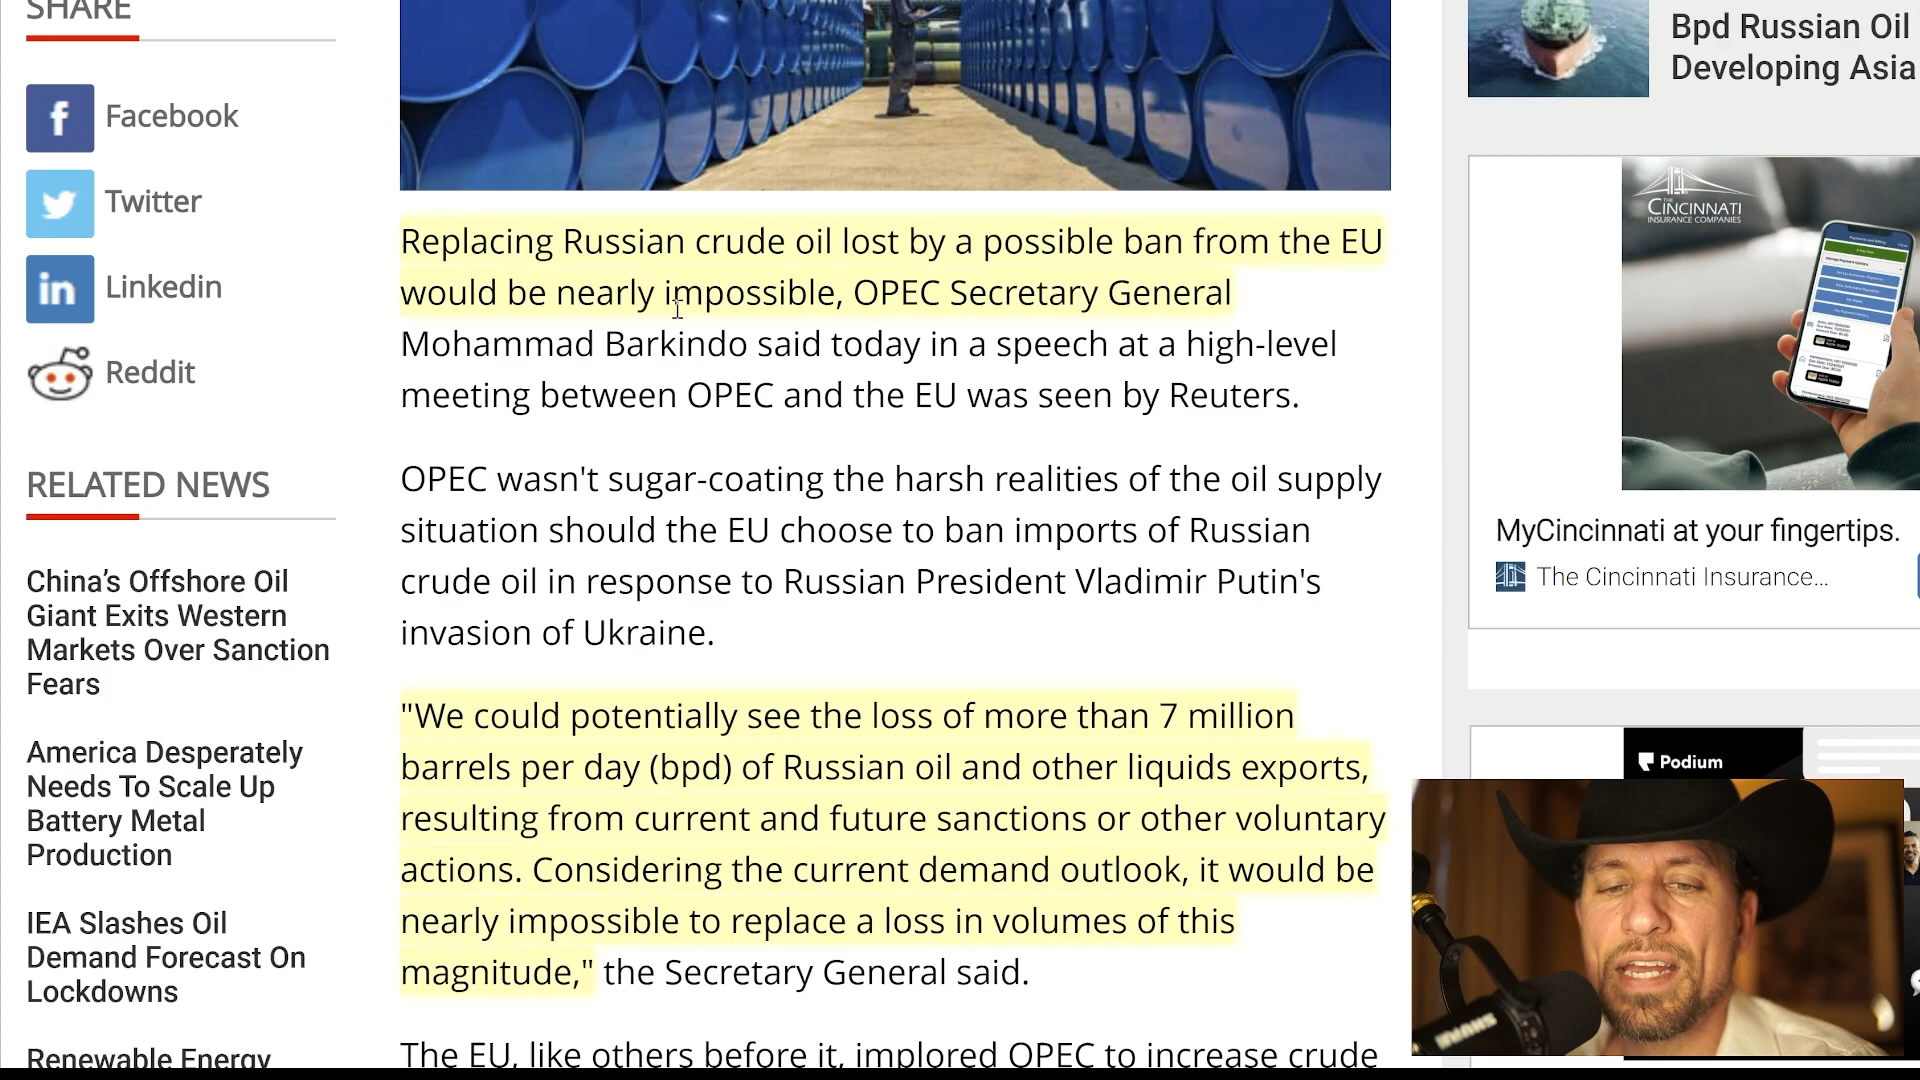 SHARE
Facebook
Twitter
Linkedin
Reddit
RELATED NEWS
China’s Offshore Oil
Giant Exits Western
Markets Over Sanction
Fears
America Desperately
Needs To Scale Up
Battery Metal
Production
IEA Slashes Oil
Demand Forecast On
Lockdowns
Renewable Energy
Replacing Russian crude oil lost by a possible ban from the EU
would be nearly impossible, OPEC Secretary General
Mohammad Barkindo said today in a speech at a high-level
meeting between OPEC and the EU was seen by Reuters.
OPEC wasn't sugar-coating the harsh realities of the oil supply
situation should the EU choose to ban imports of Russian
crude oil in response to Russian President Vladimir Putin's
invasion of Ukraine.
"We could potentially see the loss of more than 7 million
barrels per day (bpd) of Russian oil and other liquids exports,
resulting from current and future sanctions or other voluntary
actions. Considering the current demand outlook, it would be
nearly impossible to replace a loss in volumes of this
magnitude," the Secretary General said.
The EU, like others before it, implored OPEC to increase crude
Bpd Russian Oil
Developing Asia
THE
CINCINNATI
INSURANCE COMPANIES
MyCincinnati at your fingertips.
The Cincinnati Insurance...
Podium
SHURE